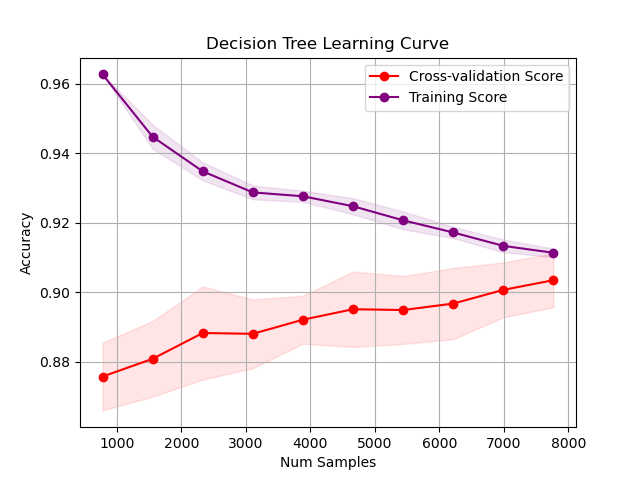 Decision Tree Learning Curve
Cross-validation Score
Training Score
Accuracy
0.96
0.94
0.92
0.90
0.88
1000 2000 3000 4000 5000 6000 7000 8000
Num Samples